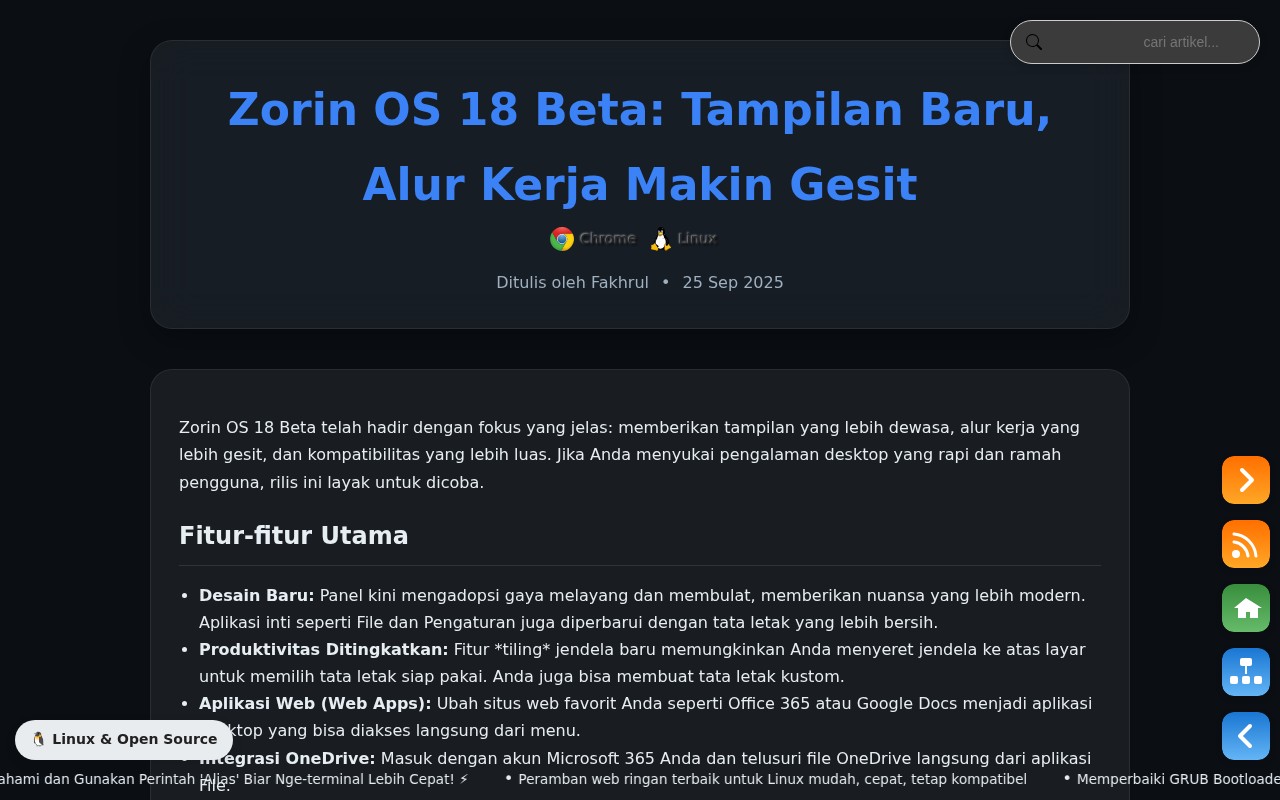 cari artikel...
Zorin OS 18 Beta: Tampilan Baru,
Alur Kerja Makin Gesit
Chrome Linux
Ditulis oleh Fakhrul • 25 Sep 2025
Zorin OS 18 Beta telah hadir dengan fokus yang jelas: memberikan tampilan yang lebih dewasa, alur kerja yang
lebih gesit, dan kompatibilitas yang lebih luas. Jika Anda menyukai pengalaman desktop yang rapi dan ramah
pengguna, rilis ini layak untuk dicoba.
Fitur-fitur Utama
• Desain Baru: Panel kini mengadopsi gaya melayang dan membulat, memberikan nuansa yang lebih modern.
Aplikasi inti seperti File dan Pengaturan juga diperbarui dengan tata letak yang lebih bersih.
• Produktivitas Ditingkatkan: Fitur *tiling* jendela baru memungkinkan Anda menyeret jendela ke atas layar
untuk memilih tata letak siap pakai. Anda juga bisa membuat tata letak kustom.
• Aplikasi Web (Web Apps): Ubah situs web favorit Anda seperti Office 365 atau Google Docs menjadi aplikasi
ktop yang bisa diakses langsung dari menu.
🐧 Linux & Open Source
• Integrasi OneDrive: Masuk dengan akun Microsoft 365 Anda dan telusuri file OneDrive langsung dari aplikasi
File.
ahami dan Gunakan Perintah 'Alias' Biar Nge-terminal Lebih Cepat! ⚡ • Peramban web ringan terbaik untuk Linux mudah, cepat, tetap kompatibel • Memperbaiki GRUB Bootloade